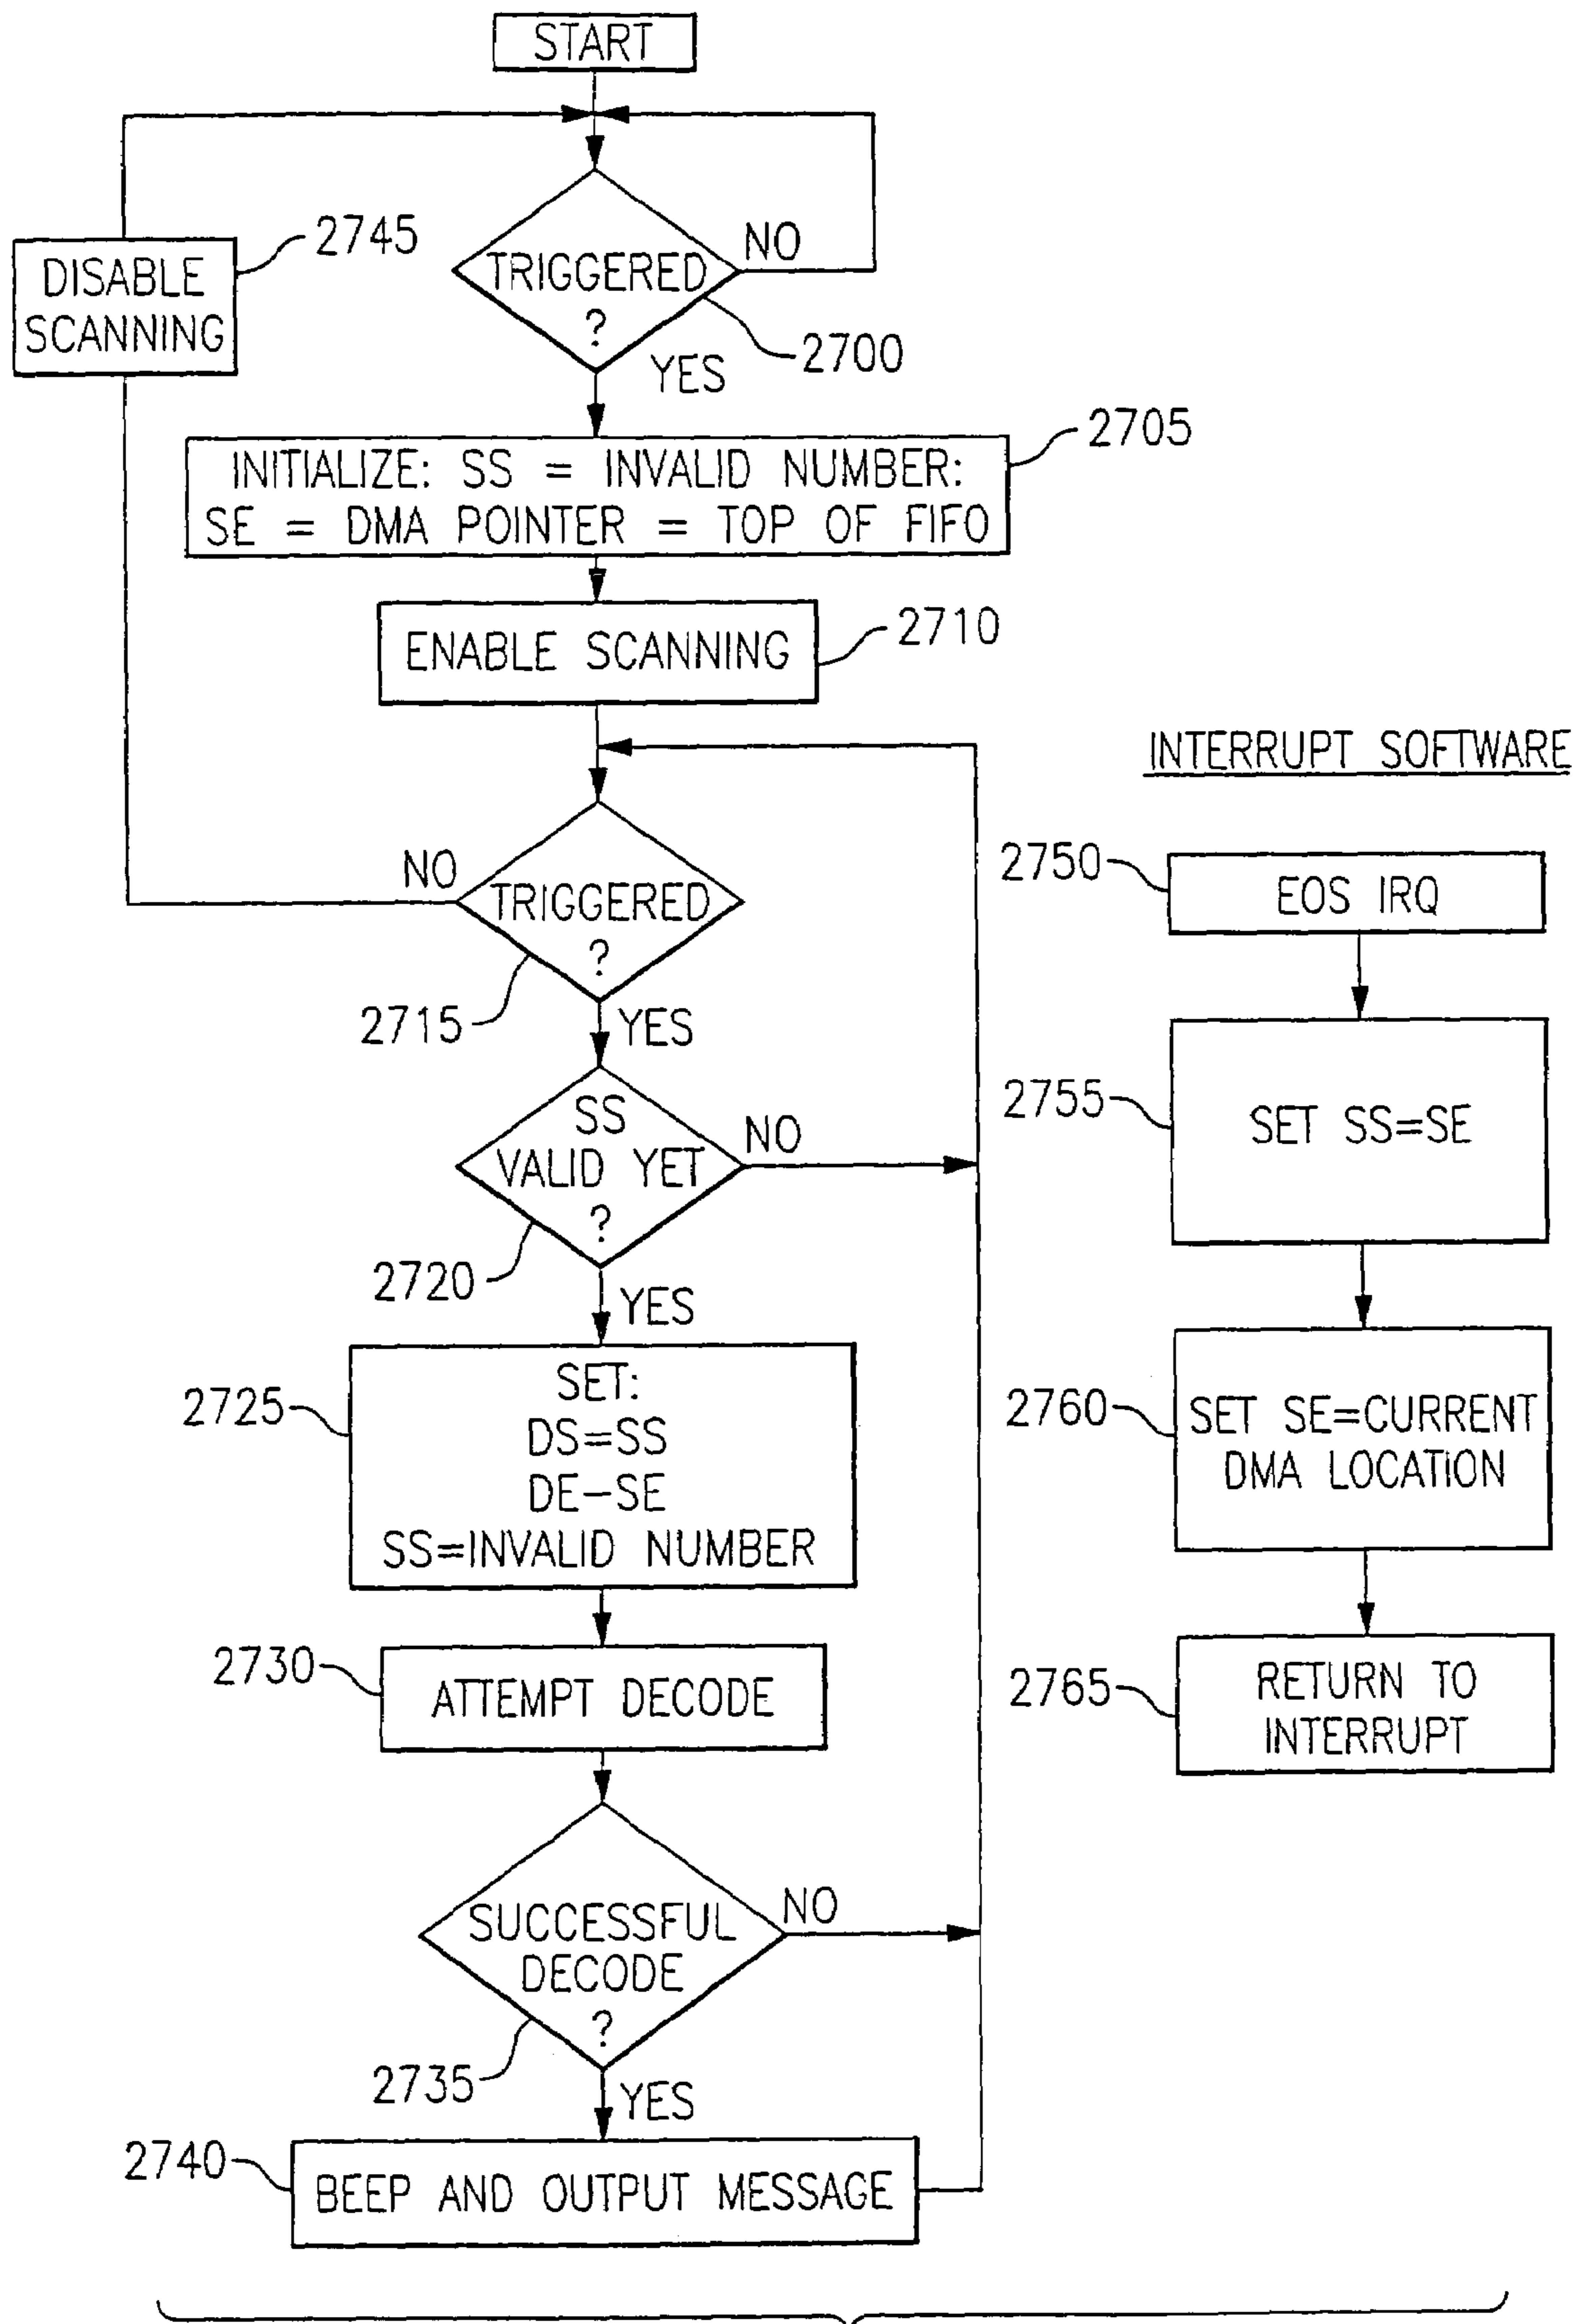 START
TRIGGERED
?
NO
2700
YES
2745
DISABLE
SCANNING
2705
INITIALIZE: SS = INVALID NUMBER:
SE = DMA POINTER = TOP OF FIFO
2710
ENABLE SCANNING
NO
TRIGGERED
?
2715
YES
SS
VALID YET
?
NO
2720
YES
2725
SET:
DS=SS
DE-SE
SS=INVALID NUMBER
2730
ATTEMPT DECODE
SUCCESSFUL
DECODE
?
NO
2735
YES
2740
BEEP AND OUTPUT MESSAGE
INTERRUPT SOFTWARE
2750
EOS IRQ
2755
SET SS=SE
2760
SET SE=CURRENT
DMA LOCATION
2765
RETURN TO
INTERRUPT